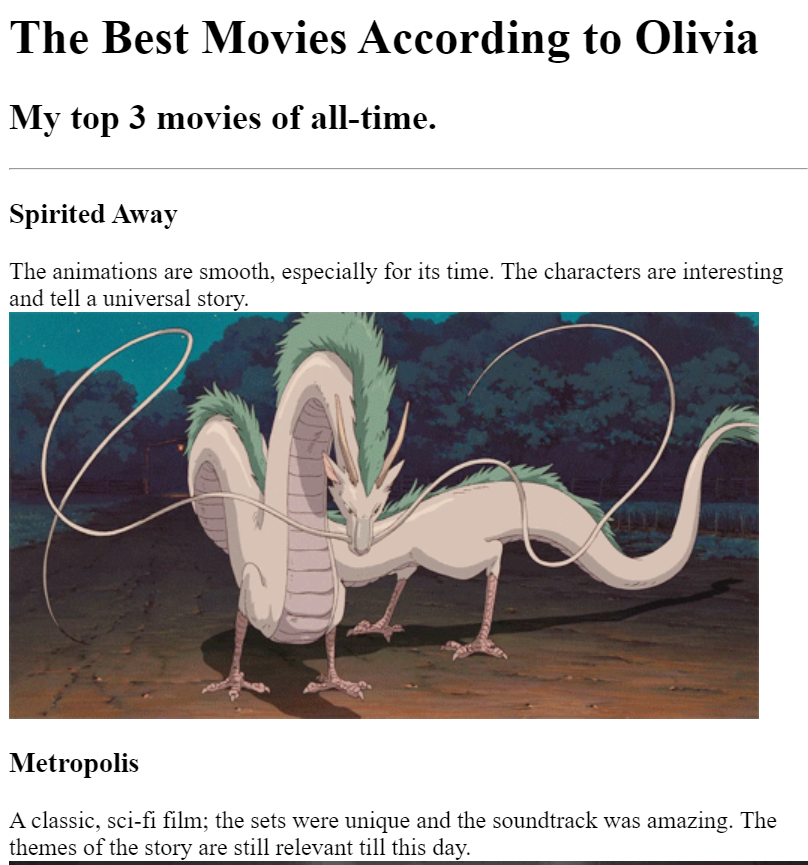 The Best Movies According to Olivia
My top 3 movies of all-time.
Spirited Away
The animations are smooth, especially for its time. The characters are interesting
and tell a universal story.
Metropolis
A classic, sci-fi film; the sets were unique and the soundtrack was amazing. The
themes of the story are still relevant till this day.